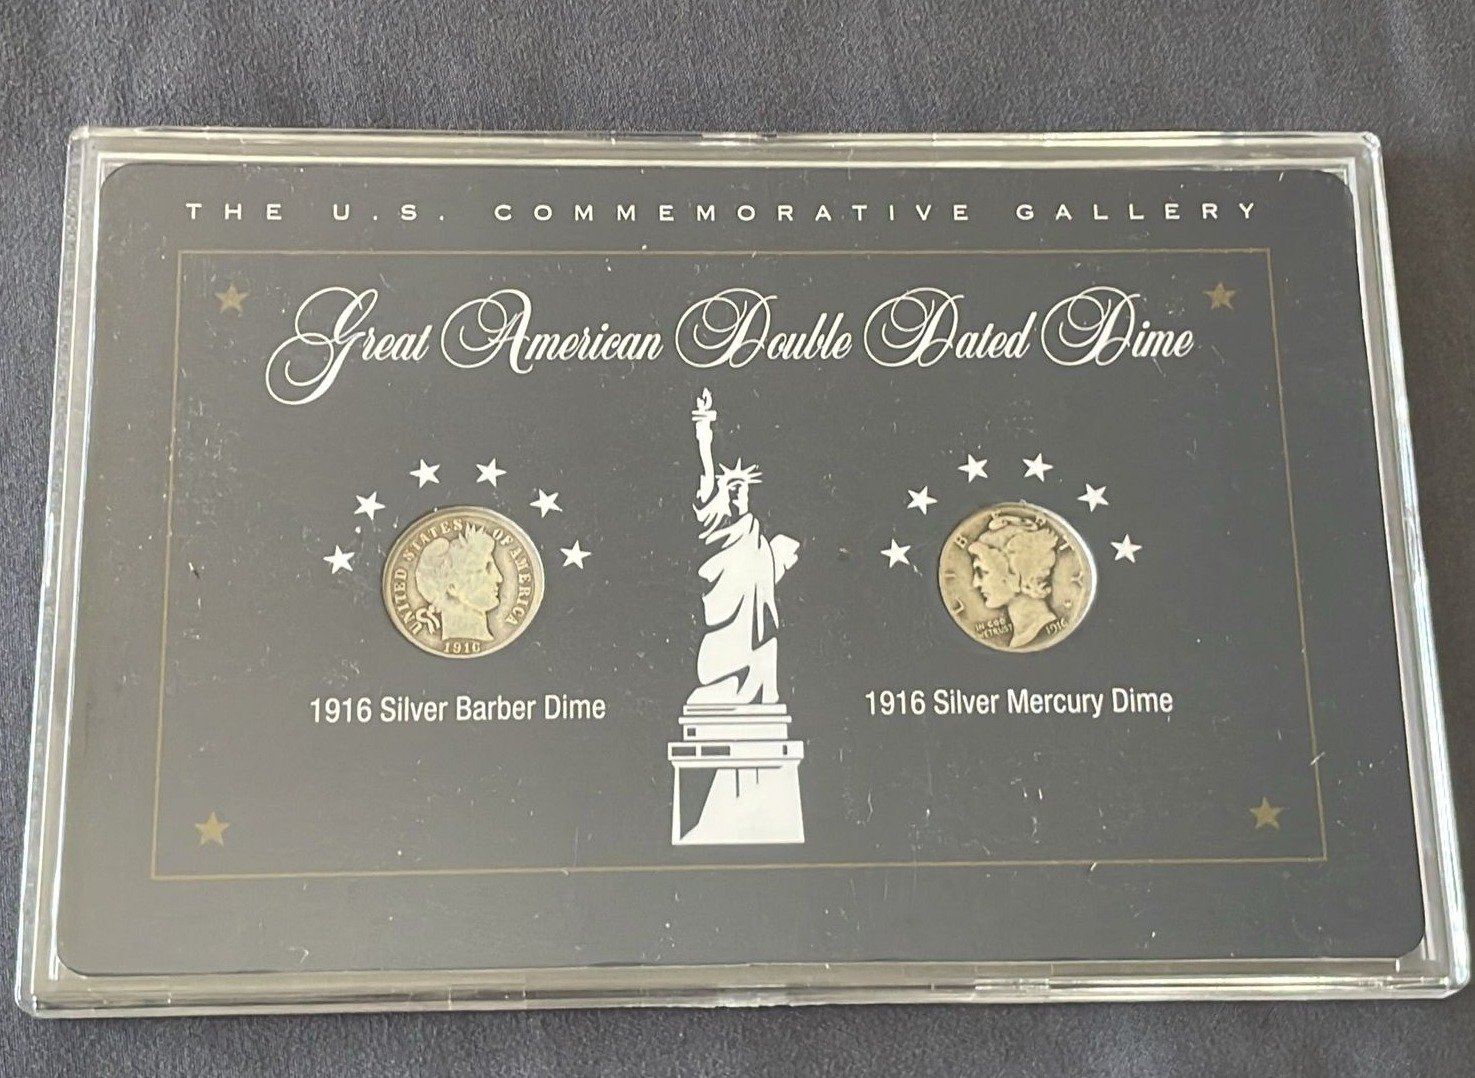 THE U.S. COMMEMORATIVE GALLERY
Great American Double Dated Dime
UNITED STATES OF AMERICA
1916
LIBERTY
IN GOD
WE TRUST
1916
1916 Silver Barber Dime
1916 Silver Mercury Dime